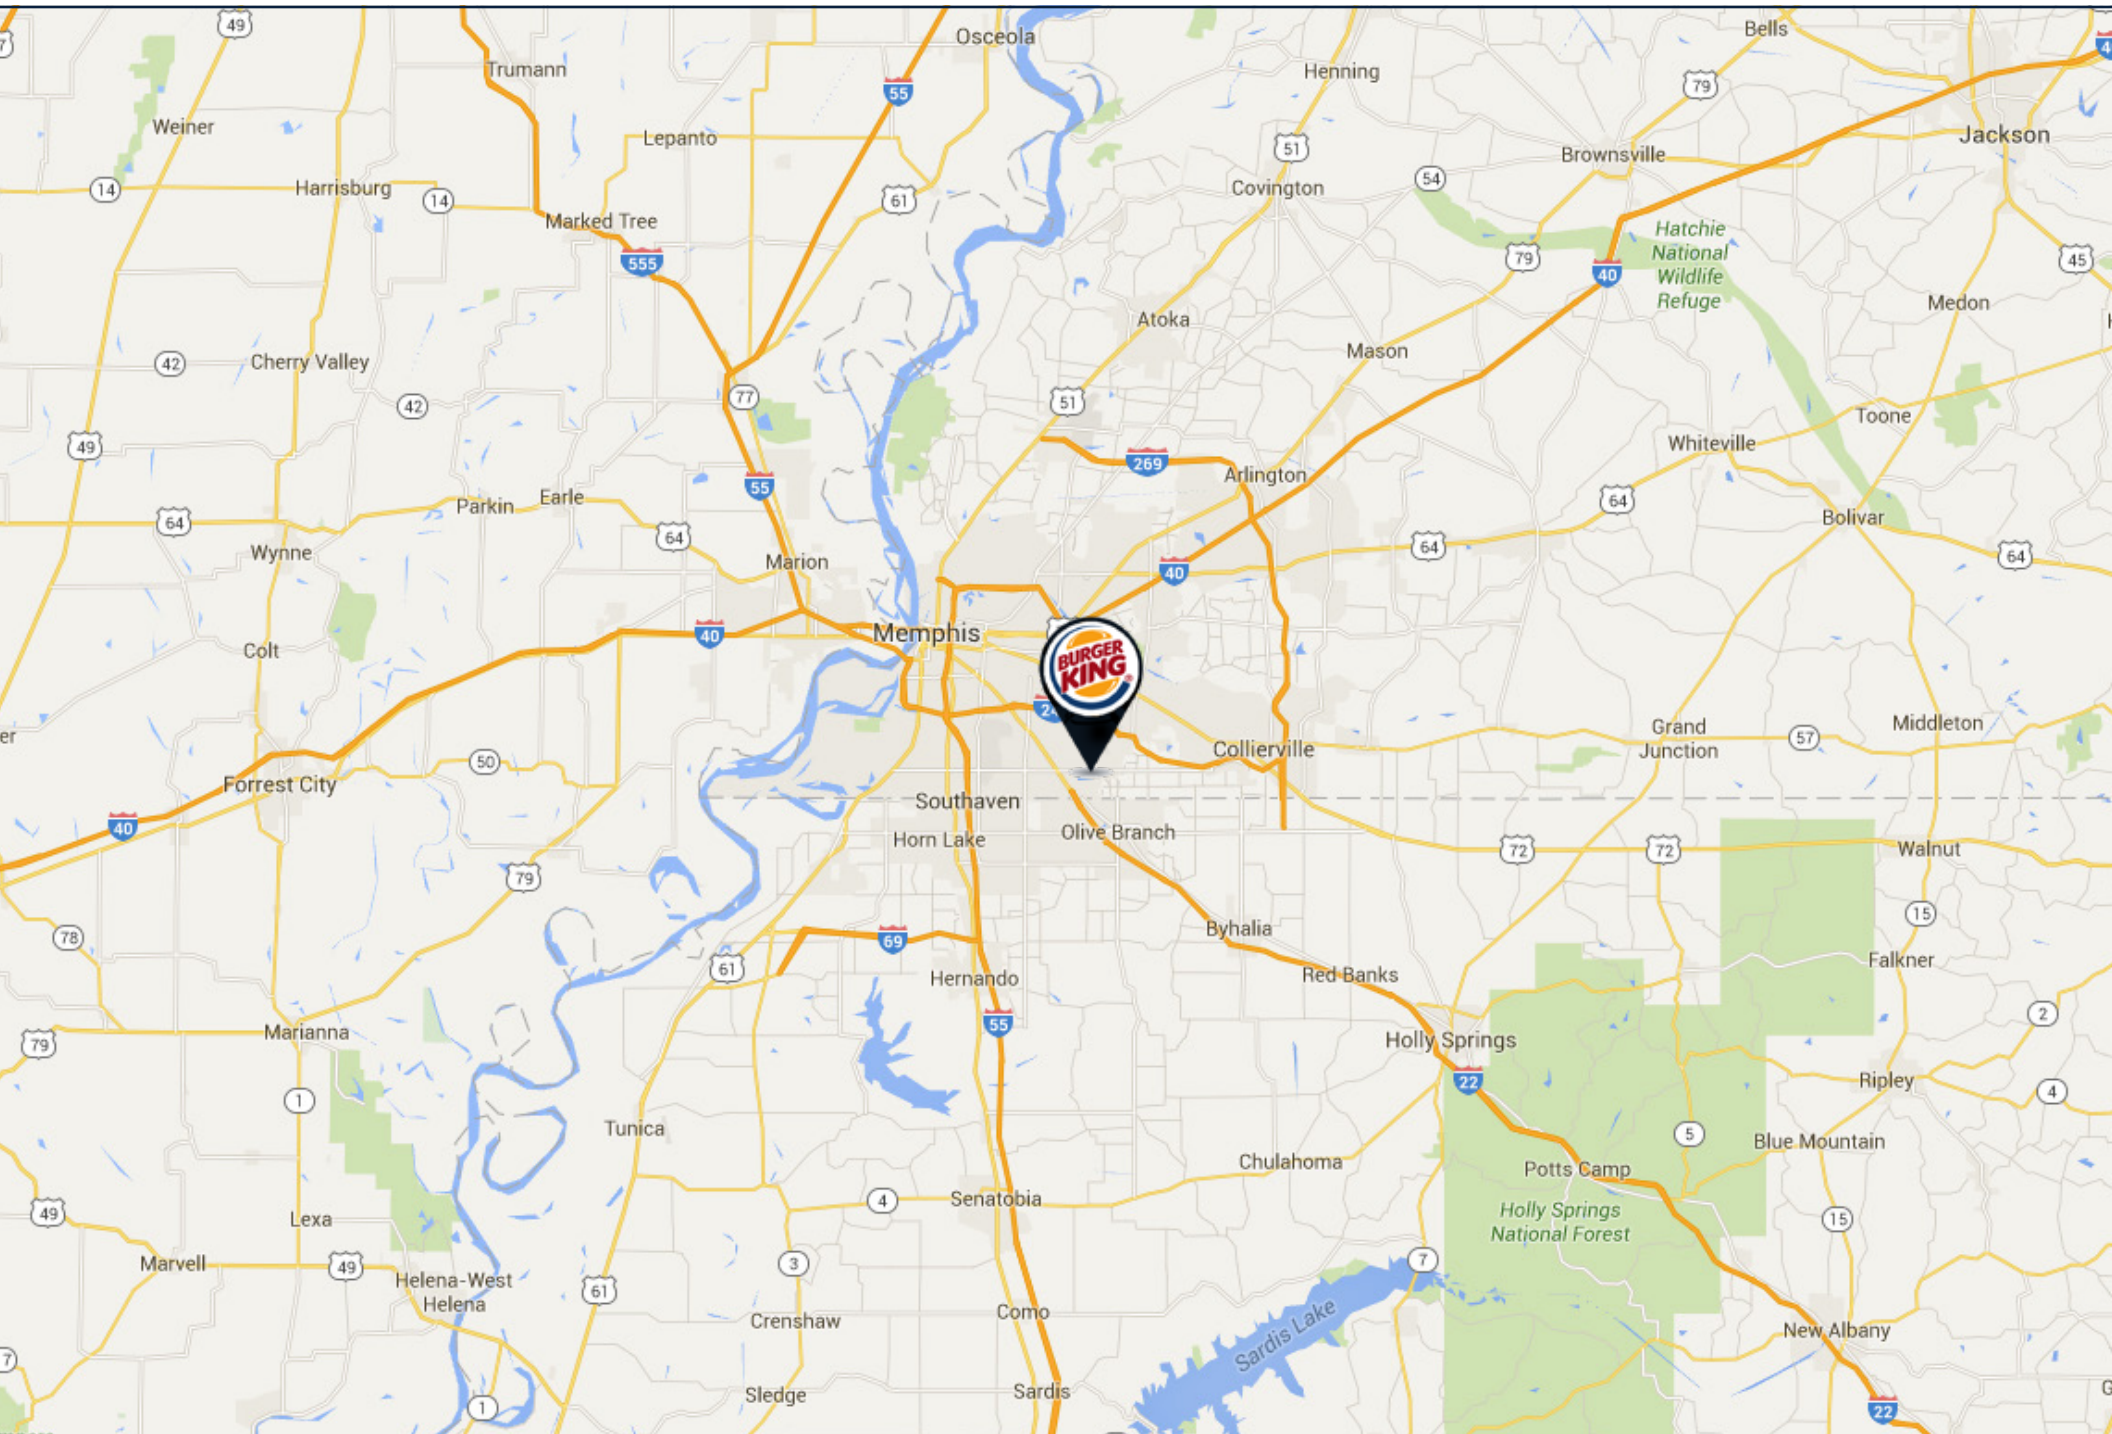 49
Osceola
Bells
Trumann
Henning
55
79
Weiner
Lepanto
51
Jackson
Brownsville
14
Harrisburg
14
61
Covington
54
Marked Tree
555
79
Hatchie
National
Wildlife
Refuge
40
45
Medon
Atoka
Mason
42
Cherry Valley
42
77
51
Toone
49
Whiteville
269
Arlington
55
Parkin
Earle
64
64
64
Bolivar
64
Wynne
Marion
64
40
Colt
40
Memphis
BURGER
KING
®
Grand
Junction
57
Middleton
Collierville
50
Forrest City
40
Southaven
Horn Lake
Olive Branch
72
72
Walnut
79
78
15
61
69
Byhalia
Falkner
Hernando
Red Banks
55
2
Marianna
79
Holly Springs
22
Ripley
4
1
Tunica
5
Blue Mountain
Chulahoma
Potts Camp
4
Senatobia
49
Lexa
Holly Springs
National Forest
15
Marvell
49
Helena-West
Helena
61
3
7
Como
Crenshaw
Sardis Lake
New Albany
Sledge
Sardis
1
22